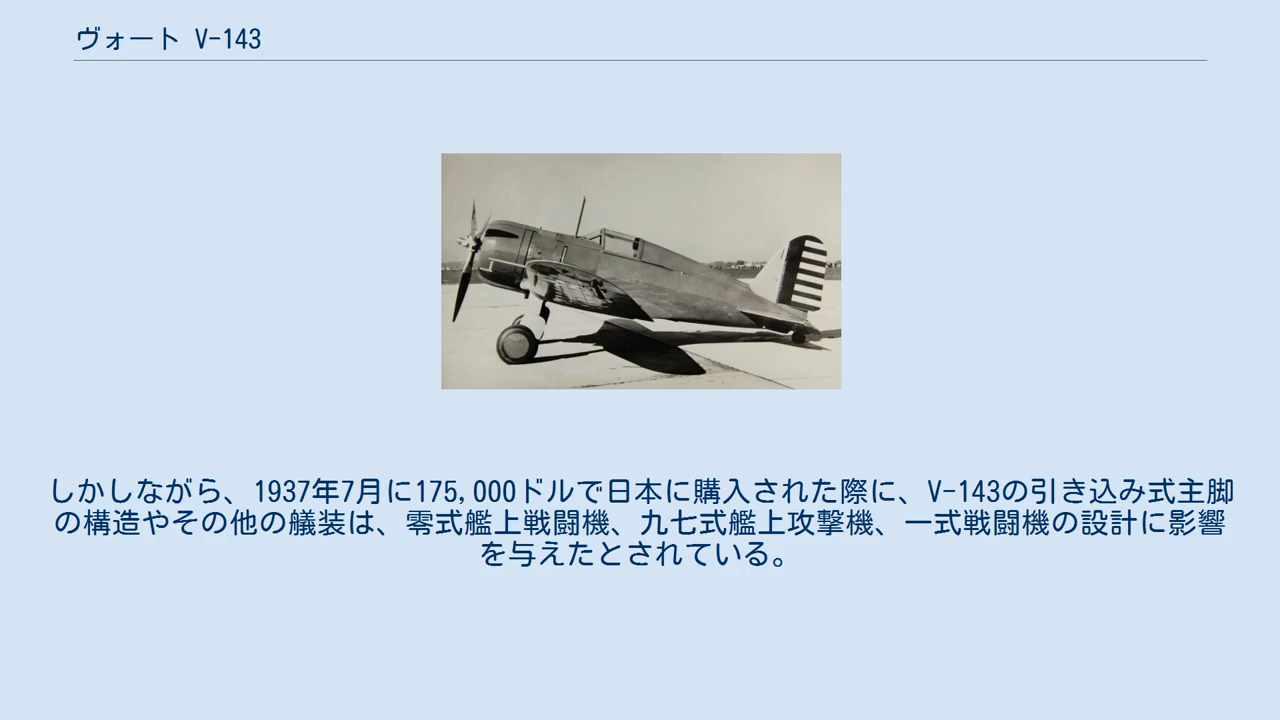 ヴォート V-143
しかしながら、1937年7月に175,000ドルで日本に購入された際に、V-143の引き込み式主脚
の構造やその他の艤装は、零式艦上戦闘機、九七式艦上攻撃機、一式戦闘機の設計に影響
を与えたとされている。